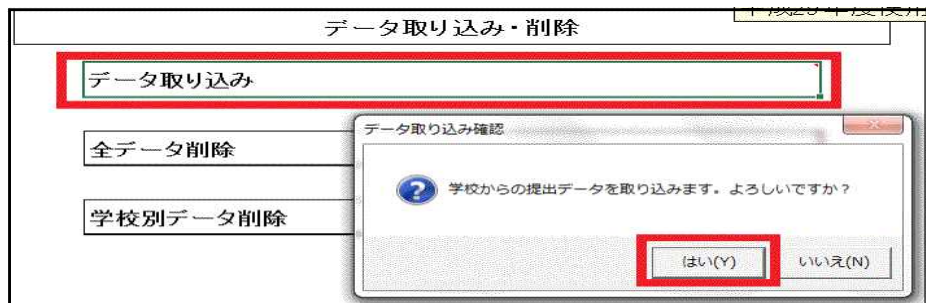 データ取り込み・削除
データ取り込み
データ取り込み確認
全データ削除
学校からの提出データを取り込みます。よろしいですか？
学校別データ削除
はい(Y)
いいえ(N)